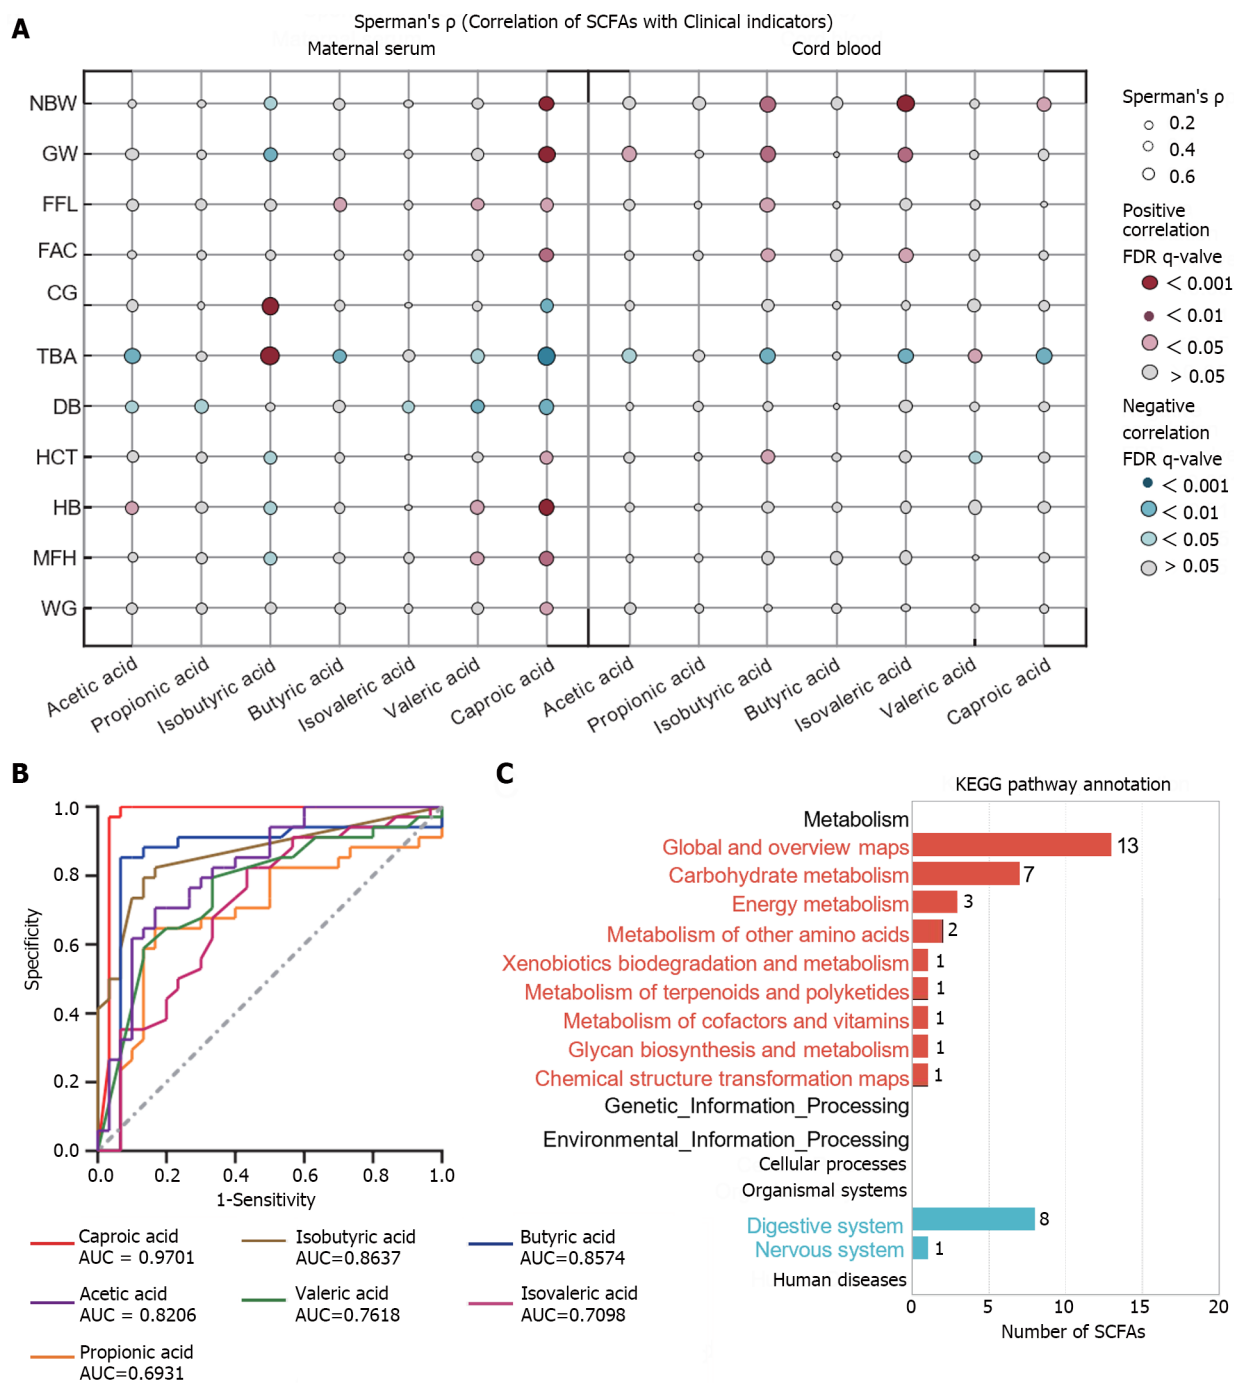 A
Sperman's ρ (Correlation of SCFAs with Clinical indicators)
Maternal serum
Cord blood
NBW
GW
FFL
FAC
CG
TBA
DB
HCT
HB
MFH
WG
Acetic acid
Propionic acid
Isobutyric acid
Butyric acid
Isovaleric acid
Valeric acid
Caproic acid
Acetic acid
Propionic acid
Isobutyric acid
Butyric acid
Isovaleric acid
Valeric acid
Caproic acid
Sperman's ρ
0.2
0.4
0.6
Positive
correlation
FDR q-valve
< 0.001
< 0.01
< 0.05
> 0.05
Negative
correlation
FDR q-valve
< 0.001
< 0.01
< 0.05
> 0.05
B
Specificity
1.0
0.8
0.6
0.4
0.2
0.0
0.0 0.2 0.4 0.6 0.8 1.0
1-Sensitivity
Caproic acid
AUC = 0.9701
Isobutyric acid
AUC=0.8637
Butyric acid
AUC=0.8574
Acetic acid
AUC = 0.8206
Valeric acid
AUC=0.7618
Isovaleric acid
AUC=0.7098
Propionic acid
AUC=0.6931
C
KEGG pathway annotation
Metabolism
Global and overview maps 13
Carbohydrate metabolism 7
Energy metabolism 3
Metabolism of other amino acids 2
Xenobiotics biodegradation and metabolism 1
Metabolism of terpenoids and polyketides 1
Metabolism of cofactors and vitamins 1
Glycan biosynthesis and metabolism 1
Chemical structure transformation maps 1
Genetic_Information_Processing
Environmental_Information_Processing
Cellular processes
Organismal systems
Digestive system 8
Nervous system 1
Human diseases
0 5 10 15 20
Number of SCFAs